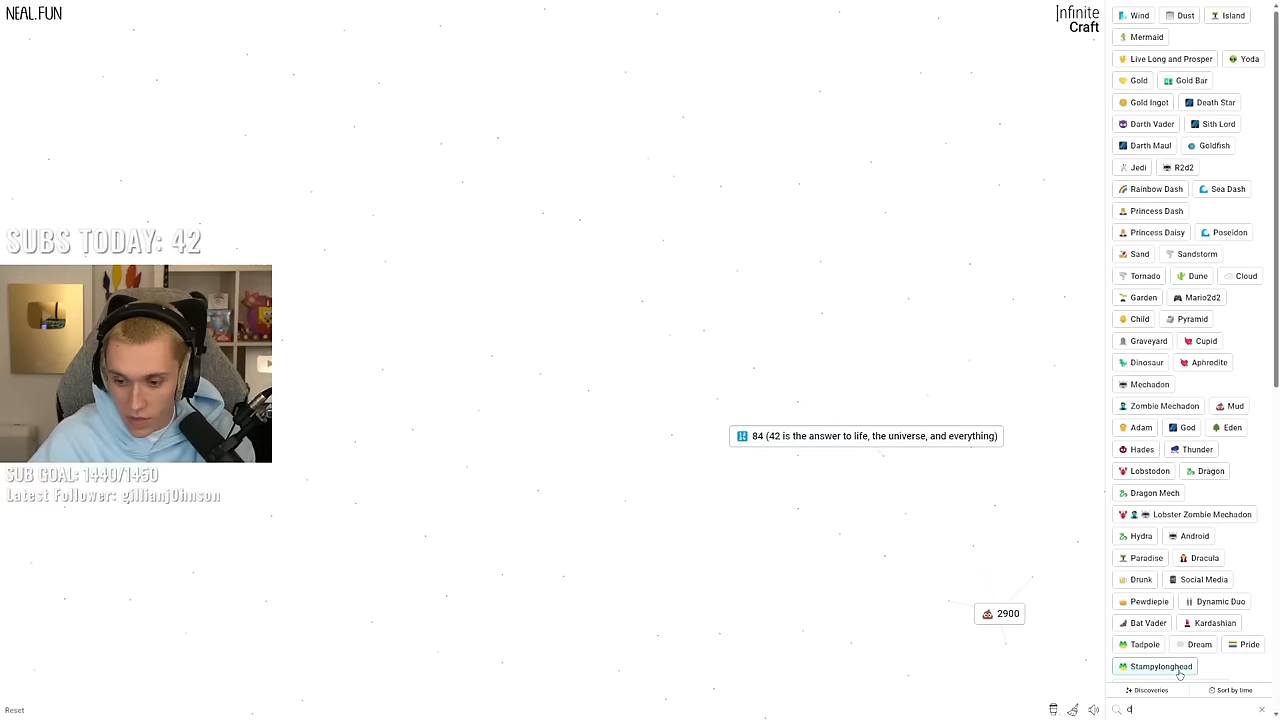 NEAL.FUN
Infinite
Craft
SUBS TODAY: 42
SUB GOAL: 1440/1450
Latest Follower: gillianj0hnson
84 (42 is the answer to life, the universe, and everything)
2900
Reset
Wind Dust Island
Mermaid
Live Long and Prosper Yoda
Gold Gold Bar
Gold Ingot Death Star
Darth Vader Sith Lord
Darth Maul Goldfish
Jedi R2d2
Rainbow Dash Sea Dash
Princess Dash
Princess Daisy Poseidon
Sand Sandstorm
Tornado Dune Cloud
Garden Mario2d2
Child Pyramid
Graveyard Cupid
Dinosaur Aphrodite
Mechadon
Zombie Mechadon Mud
Adam God Eden
Hades Thunder
Lobstodon Dragon
Dragon Mech
Lobster Zombie Mechadon
Hydra Android
Paradise Dracula
Drunk Social Media
Pewdiepie Dynamic Duo
Bat Vader Kardashian
Tadpole Dream Pride
Stampylonghead
Discoveries Sort by time
d